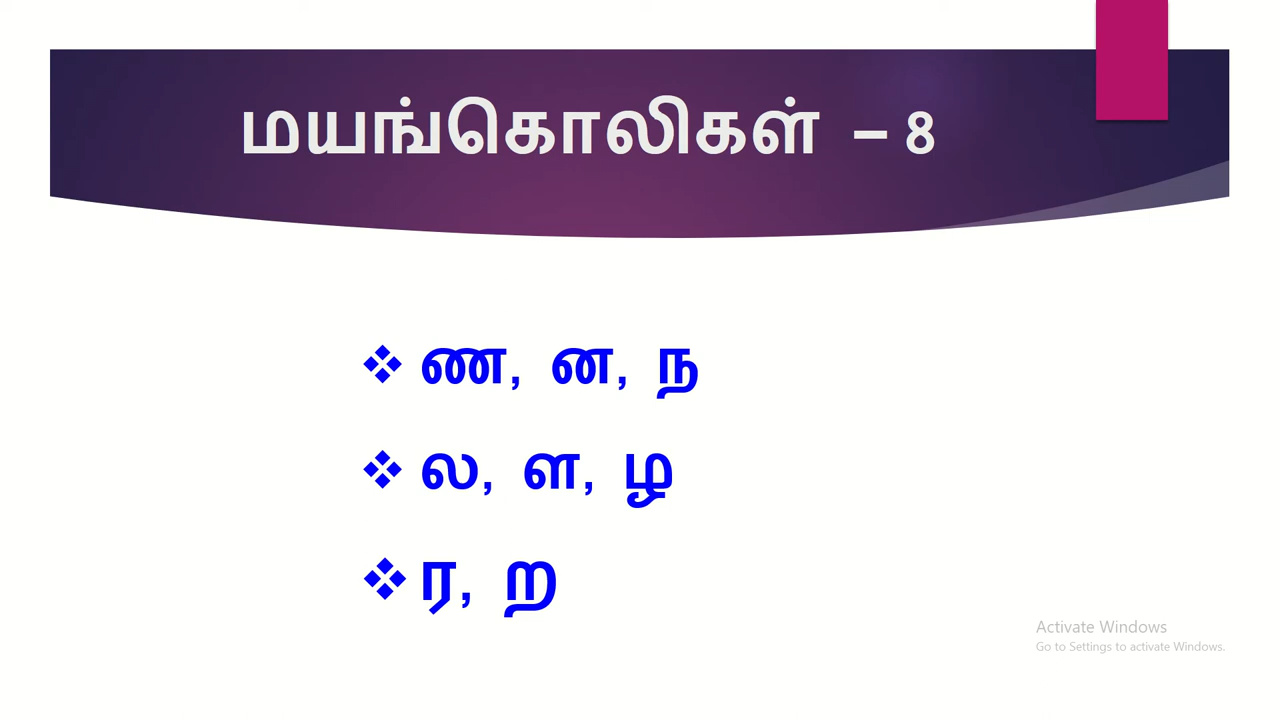 மயங்கொலிகள் – 8
❖ ண, ன, ந
❖ ல, ள, ழ
❖ ர, ற
Activate Windows
Go to Settings to activate Windows.